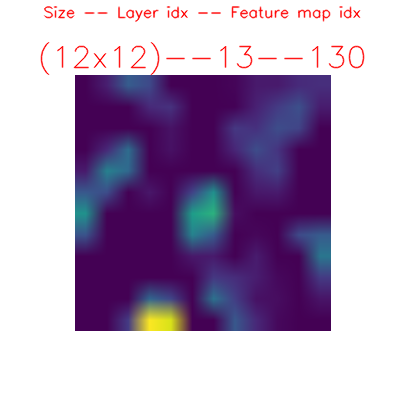 Size -- Layer idx -- Feature map idx
(12x12)--13--130